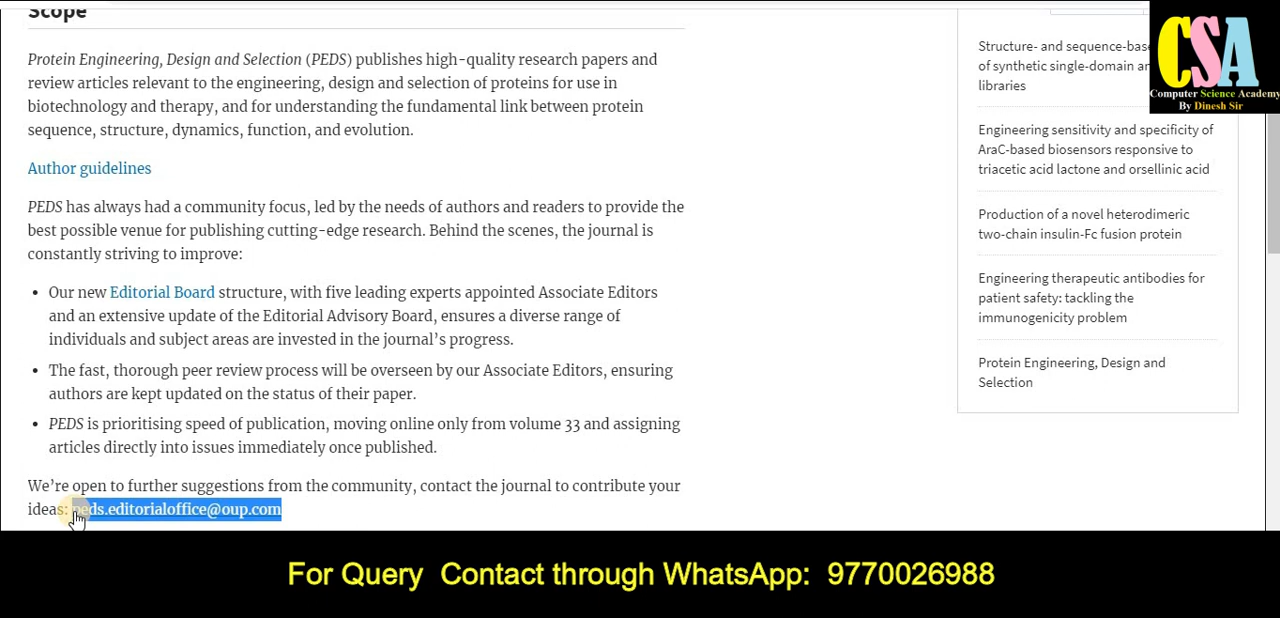 Scope
Protein Engineering, Design and Selection (PEDS) publishes high-quality research papers and
review articles relevant to the engineering, design and selection of proteins for use in
biotechnology and therapy, and for understanding the fundamental link between protein
sequence, structure, dynamics, function, and evolution.
Author guidelines
PEDS has always had a community focus, led by the needs of authors and readers to provide the
best possible venue for publishing cutting-edge research. Behind the scenes, the journal is
constantly striving to improve:
• Our new Editorial Board structure, with five leading experts appointed Associate Editors
and an extensive update of the Editorial Advisory Board, ensures a diverse range of
individuals and subject areas are invested in the journal's progress.
• The fast, thorough peer review process will be overseen by our Associate Editors, ensuring
authors are kept updated on the status of their paper.
• PEDS is prioritising speed of publication, moving online only from volume 33 and assigning
articles directly into issues immediately once published.
We're open to further suggestions from the community, contact the journal to contribute your
ideas: peds.editorialoffice@oup.com
Structure- and sequence-base
of synthetic single-domain a
libraries
Engineering sensitivity and specificity of
AraC-based biosensors responsive to
triacetic acid lactone and orsellinic acid
Production of a novel heterodimeric
two-chain insulin-Fc fusion protein
Engineering therapeutic antibodies for
patient safety: tackling the
immunogenicity problem
Protein Engineering, Design and
Selection
CSA
Computer Science Academy
By Dinesh Sir
For Query Contact through WhatsApp: 9770026988